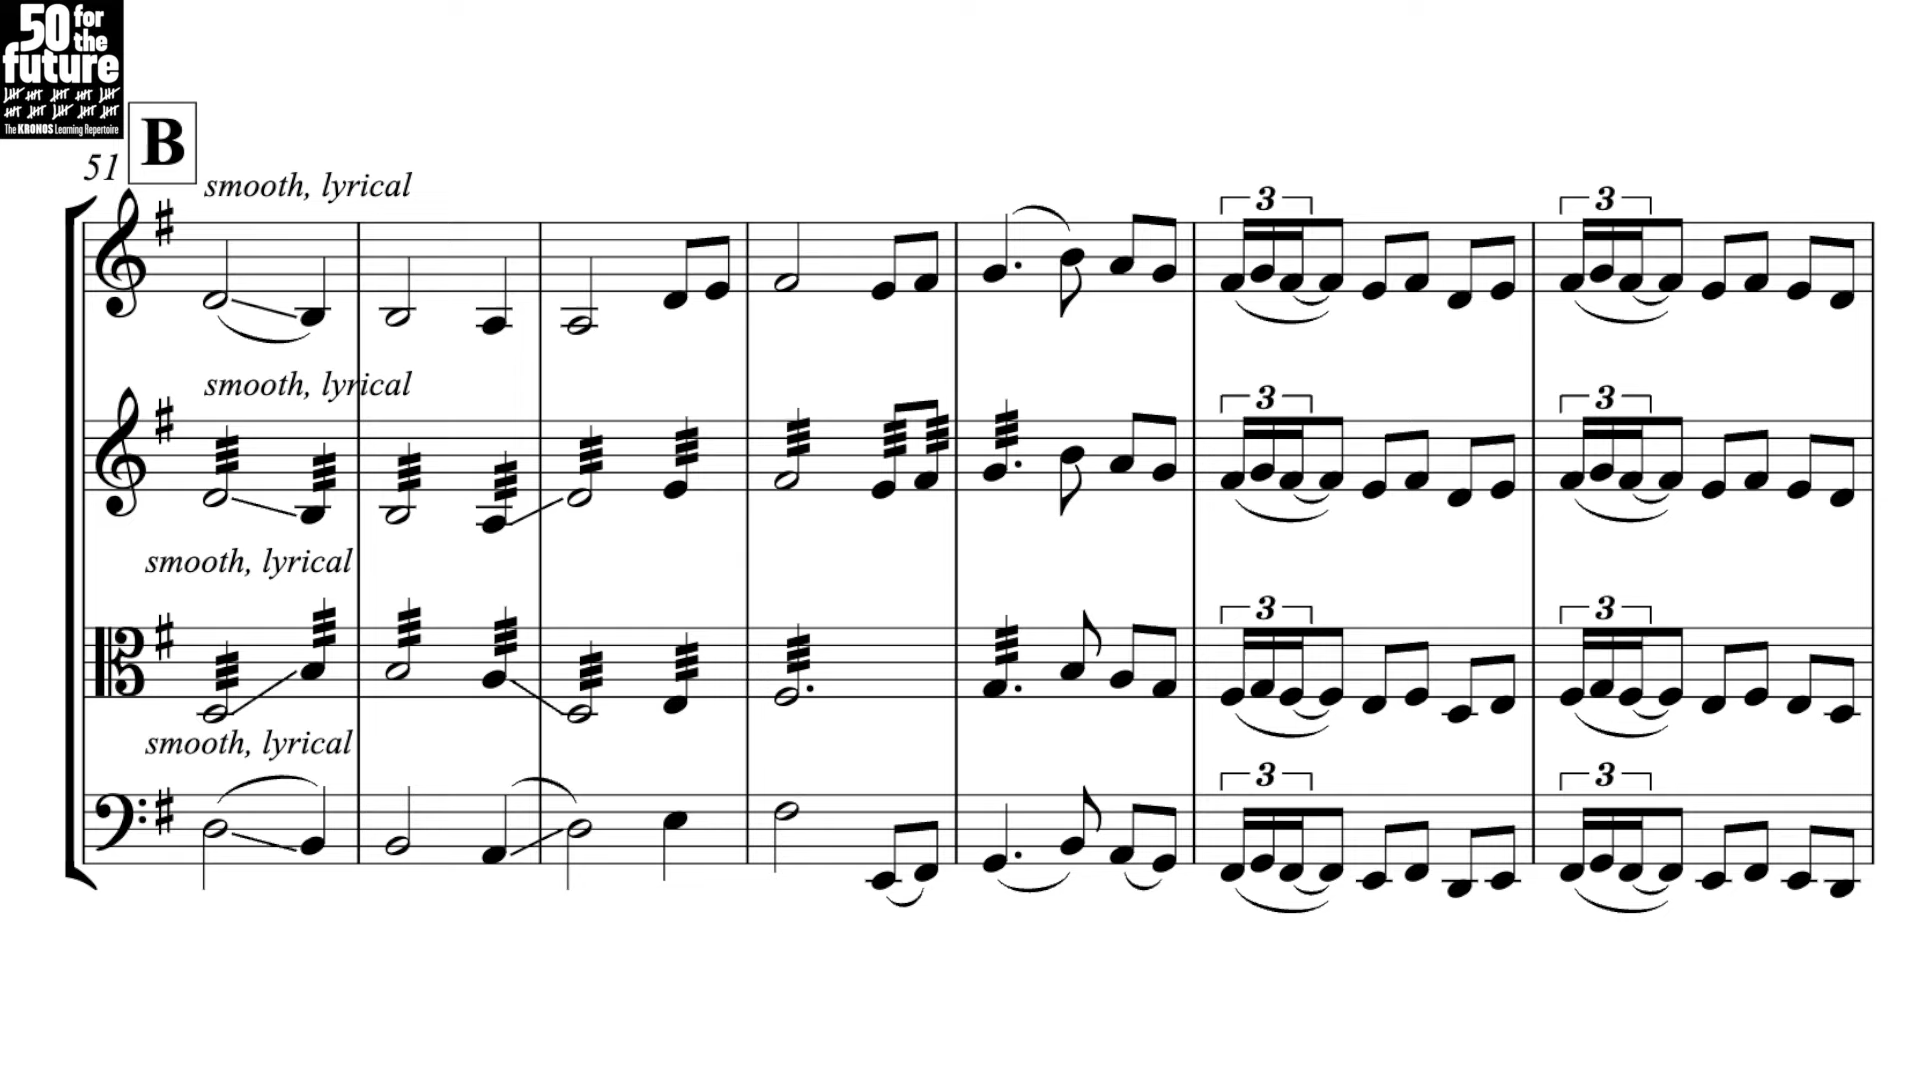 50 for
the
future
The KRONOS Learning Repertoire
51 B
smooth, lyrical
3 3
smooth, lyrical
3 3
smooth, lyrical
3 3
smooth, lyrical
3 3